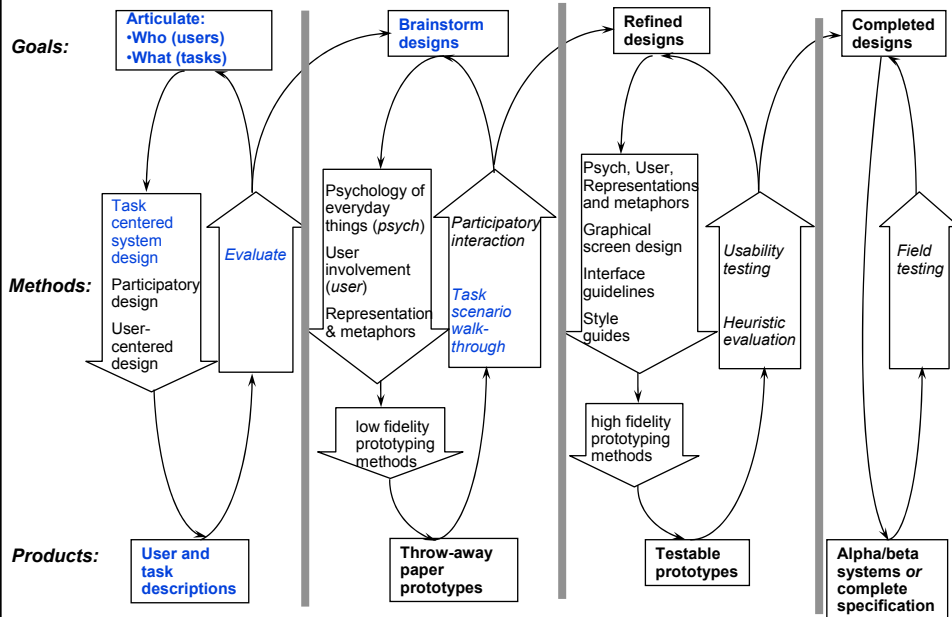 Goals:
Articulate:
•Who (users)
•What (tasks)
Brainstorm
designs
Refined
designs
Completed
designs
Methods:
Task
centered
system
design
Participatory
design
User-
centered
design
Evaluate
Psychology of
everyday
things (psych)
User
involvement
(user)
Representation
& metaphors
low fidelity
prototyping
methods
Participatory
interaction
Task
scenario
walk-
through
Psych, User,
Representations
and metaphors
Graphical
screen design
Interface
guidelines
Style
guides
high fidelity
prototyping
methods
Usability
testing
Heuristic
evaluation
Field
testing
Products:
User and
task
descriptions
Throw-away
paper
prototypes
Testable
prototypes
Alpha/beta
systems or
complete
specification